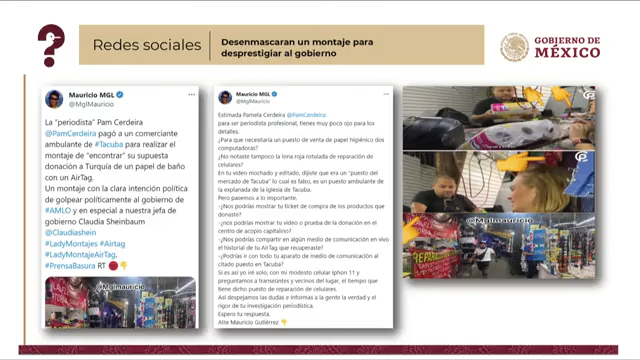 Redes sociales
Desenmascaran un montaje para
desprestigiar al gobierno
GOBIERNO DE
MÉXICO
Mauricio MGL
@MglMauricio
La "periodista" Pam Cerdeira
@PamCerdeira pagó a un comerciante
ambulante de #Tacuba para realizar el
montaje de "encontrar" su supuesta
donación a Turquía de un papel de baño
con un AirTag.
Un montaje con la clara intención política
de golpear políticamente al gobierno de
#AMLO y en especial a nuestra jefa de
gobierno Claudia Sheinbaum
@Claudiashein
#LadyMontajes #Airtag
#LadyMontajeAirTag.
#PrensaBasura RT
@Mglmauricio
Mauricio MGL
@MglMauricio
Estimada Pamela Cerdeira @PamCerdeira:
para ser periodista profesional, tienes muy poco ojo para los
detalles.
¿Para que necesitaría un puesto de venta de papel higiénico dos
computadoras?
¿No notaste tampoco la lona roja rotulada de reparación de
celulares?
En tu video mochado y editado, dijiste que era un "puesto del
mercado de Tacuba" lo cual es falso, es un puesto ambulante de
la explanada de la Iglesia de Tacuba.
Pero pasemos a lo importante.
-¿Nos podrías mostrar tu ticket de compra de los productos que
donaste?
-¿nos podrías mostrar tu video o prueba de la donación en el
centro de acopio capitalino?
-¿Nos podrías compartir en algún medio de comunicación en vivo
el historial de tu AirTag que recuperaste?
-¿Podrías ir con todo tu aparato de medio de comunicación al
citado puesto en Tacuba?
Si es así yo iré solo, con mi modesto celular Iphone 11 y
preguntamos a transeúntes y vecinos del lugar, el tiempo que
tiene dicho puesto de reparación de celulares.
Así despejamos las dudas e informas a la gente la verdad y el
rigor de tu investigación periodística.
Espero tu respuesta.
Atte Mauricio Gutiérrez
@Mglmauricio